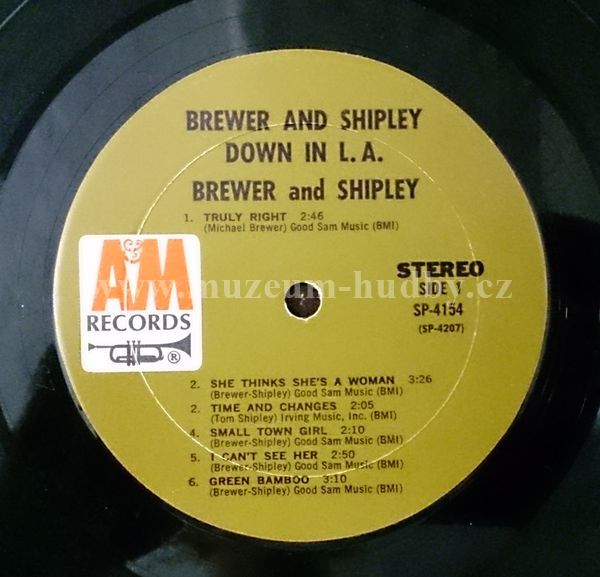 BREWER AND SHIPLEY
DOWN IN L.A.
BREWER and SHIPLEY
1. TRULY RIGHT 2:46
(Michael Brewer) Good Sam Music (BMI)
A&M
RECORDS
®
STEREO
SIDE 1
SP-4154
(SP-4207)
www.muzeum-hudby.cz
2. SHE THINKS SHE'S A WOMAN 3:26
(Brewer-Shipley) Good Sam Music (BMI)
2. TIME AND CHANGES 2:05
(Tom Shipley) Irving Music, Inc. (BMI)
4. SMALL TOWN GIRL 2:10
(Brewer-Shipley) Good Sam Music (BMI)
5. I CAN'T SEE HER 2:50
(Brewer-Shipley) Good Sam Music (BMI)
6. GREEN BAMBOO 3:10
(Brewer-Shipley) Good Sam Music (BMI)